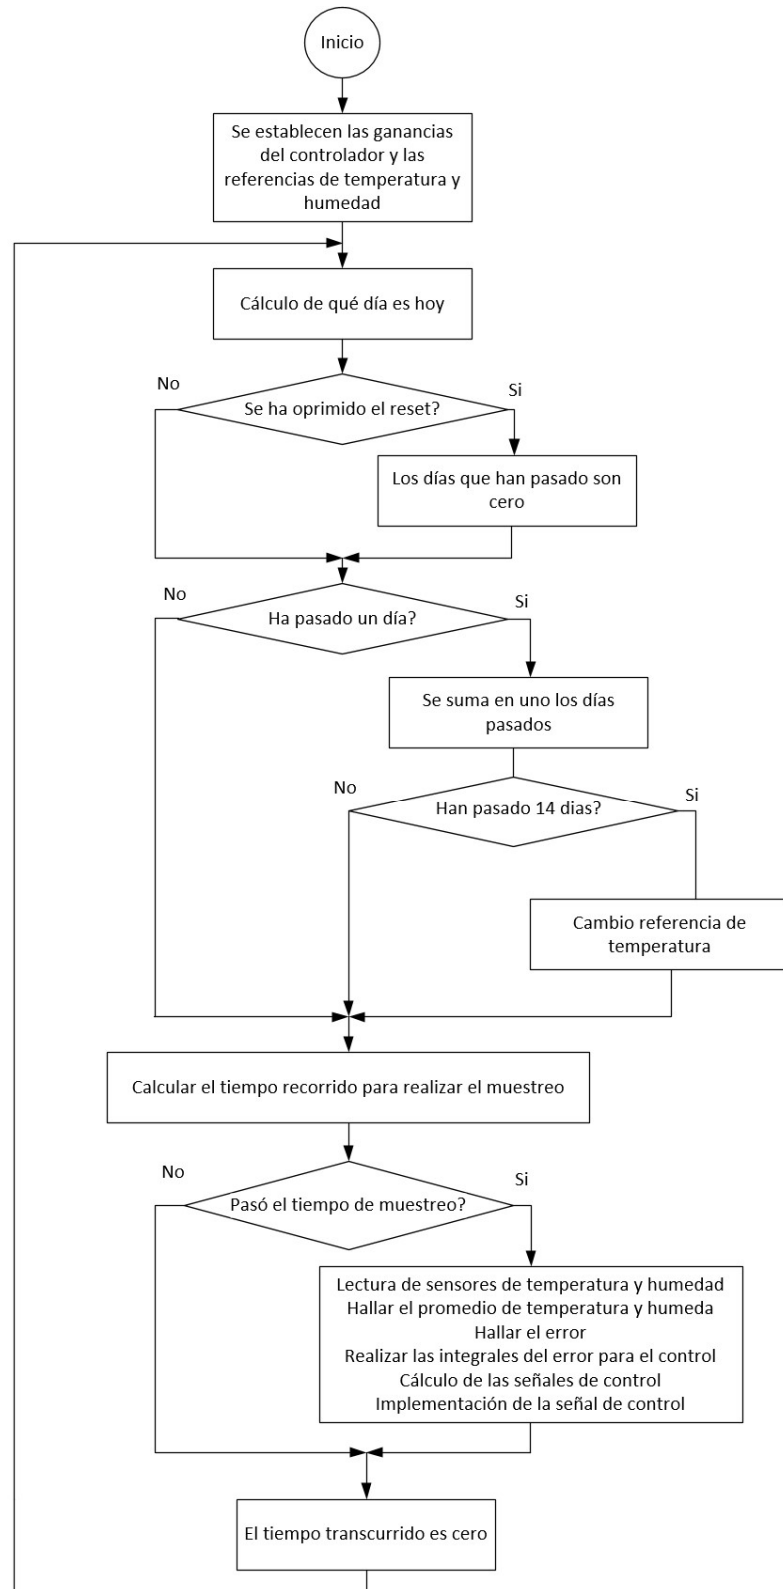 Inicio
Se establecen las ganancias
del controlador y las
referencias de temperatura y
humedad
Cálculo de qué día es hoy
No
Si
Se ha oprimido el reset?
Los días que han pasado son
cero
No
Si
Ha pasado un día?
Se suma en uno los días
pasados
No
Si
Han pasado 14 dias?
Cambio referencia de
temperatura
Calcular el tiempo recorrido para realizar el muestreo
No
Si
Pasó el tiempo de muestreo?
Lectura de sensores de temperatura y humedad
Hallar el promedio de temperatura y humeda
Hallar el error
Realizar las integrales del error para el control
Cálculo de las señales de control
Implementación de la señal de control
El tiempo transcurrido es cero